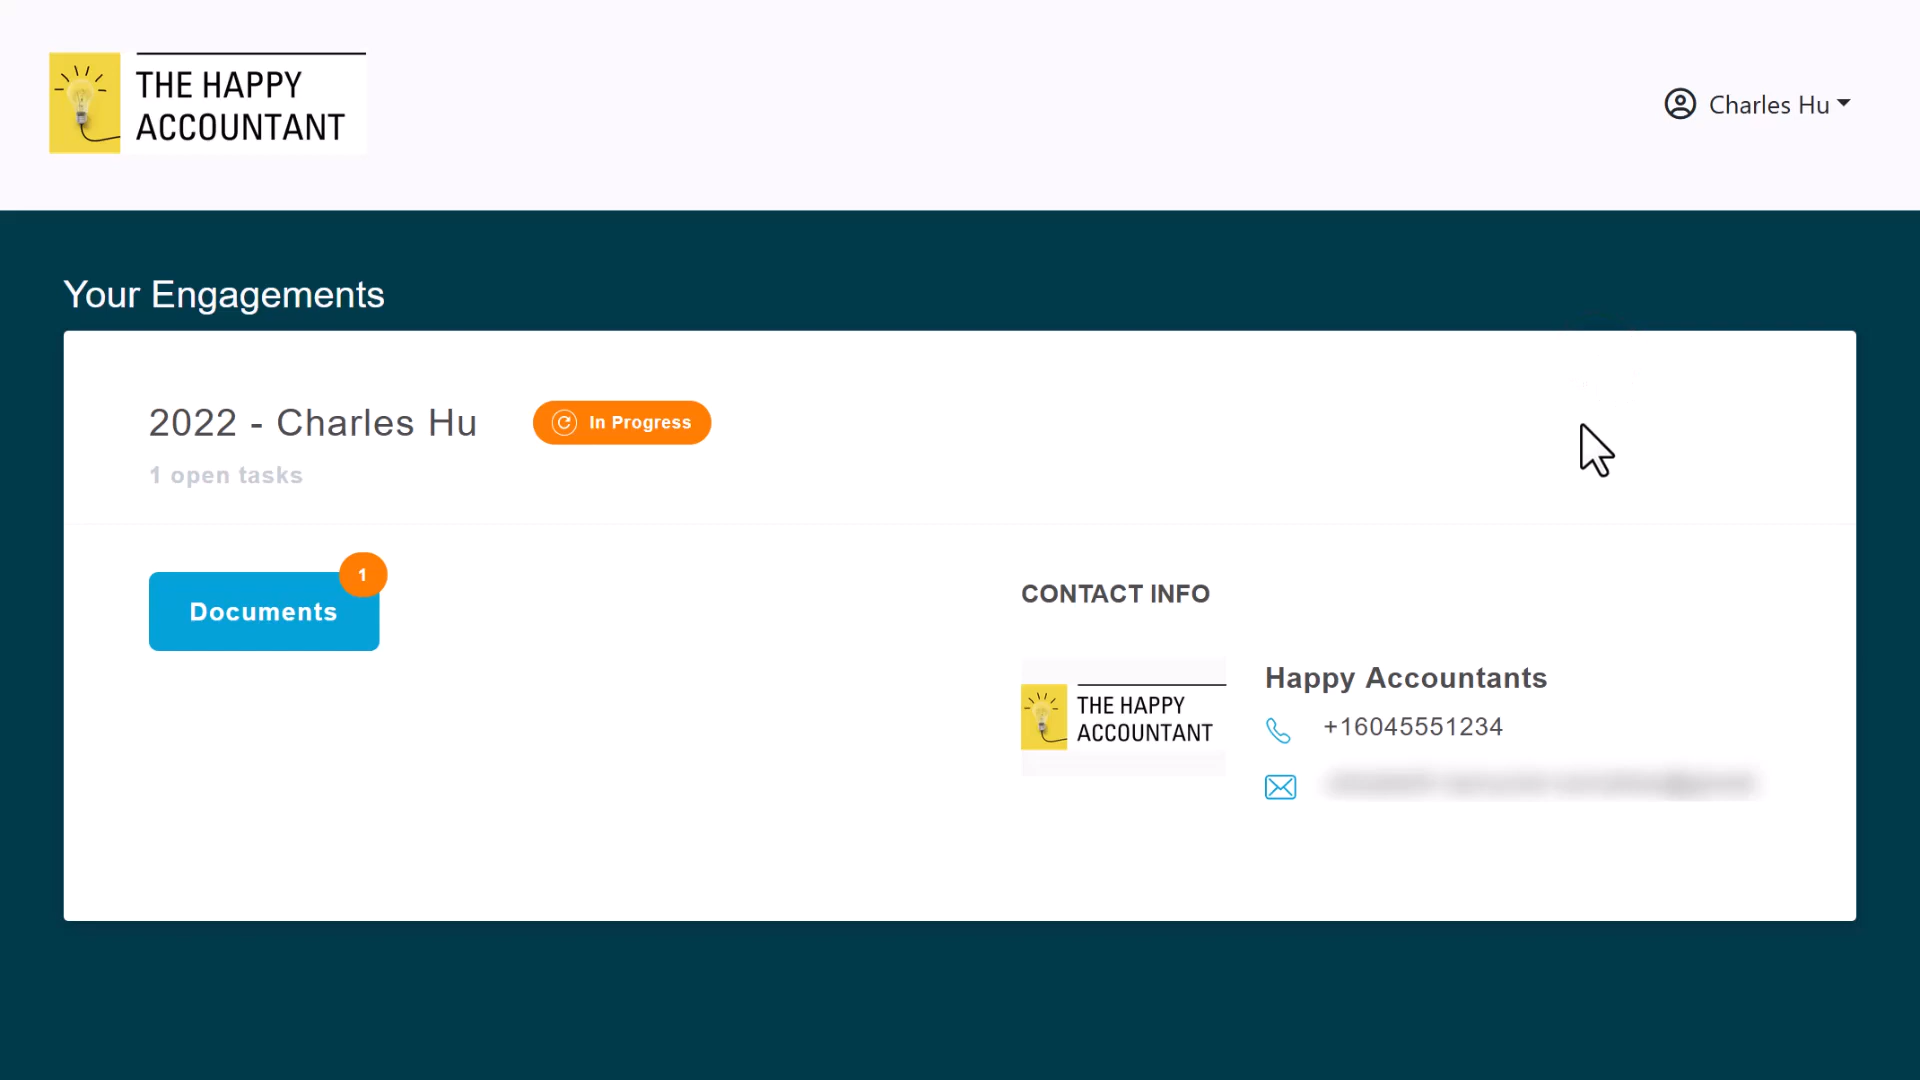 THE HAPPY
ACCOUNTANT
Charles Hu
Your Engagements
2022 - Charles Hu
In Progress
1 open tasks
Documents
1
CONTACT INFO
THE HAPPY
ACCOUNTANT
Happy Accountants
+16045551234